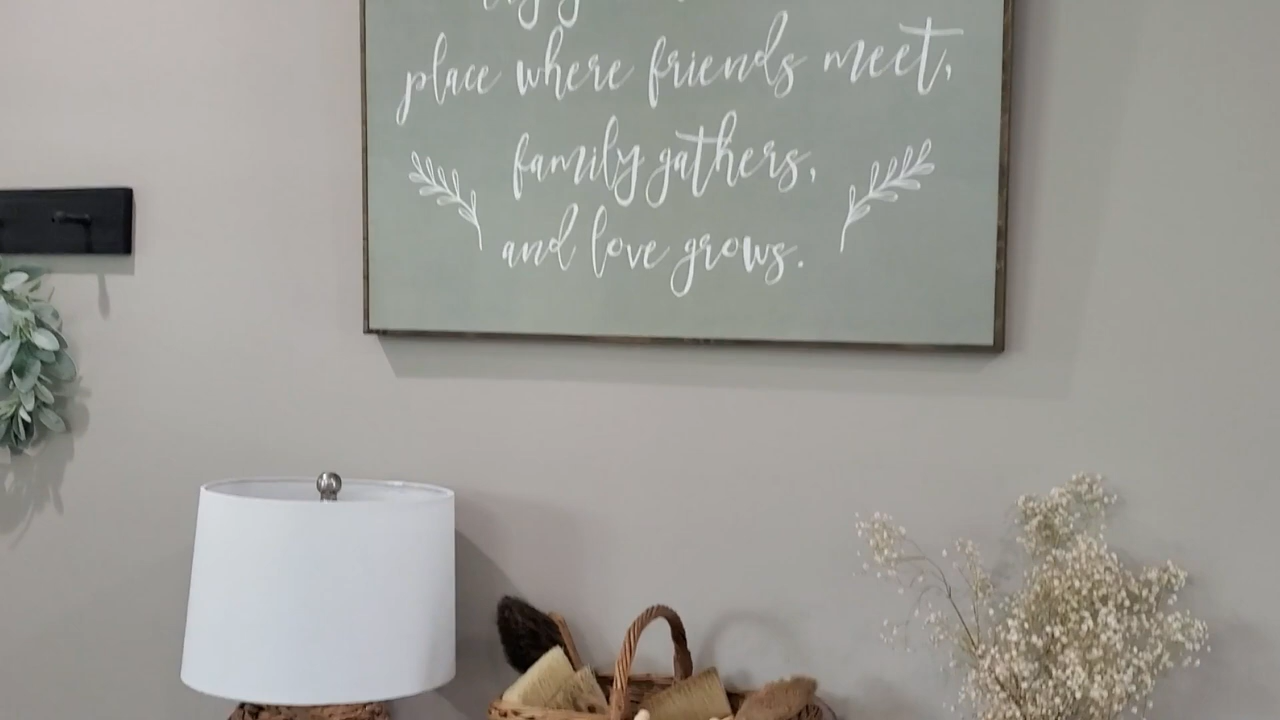 place where friends meet,
family gathers,
and love grows.